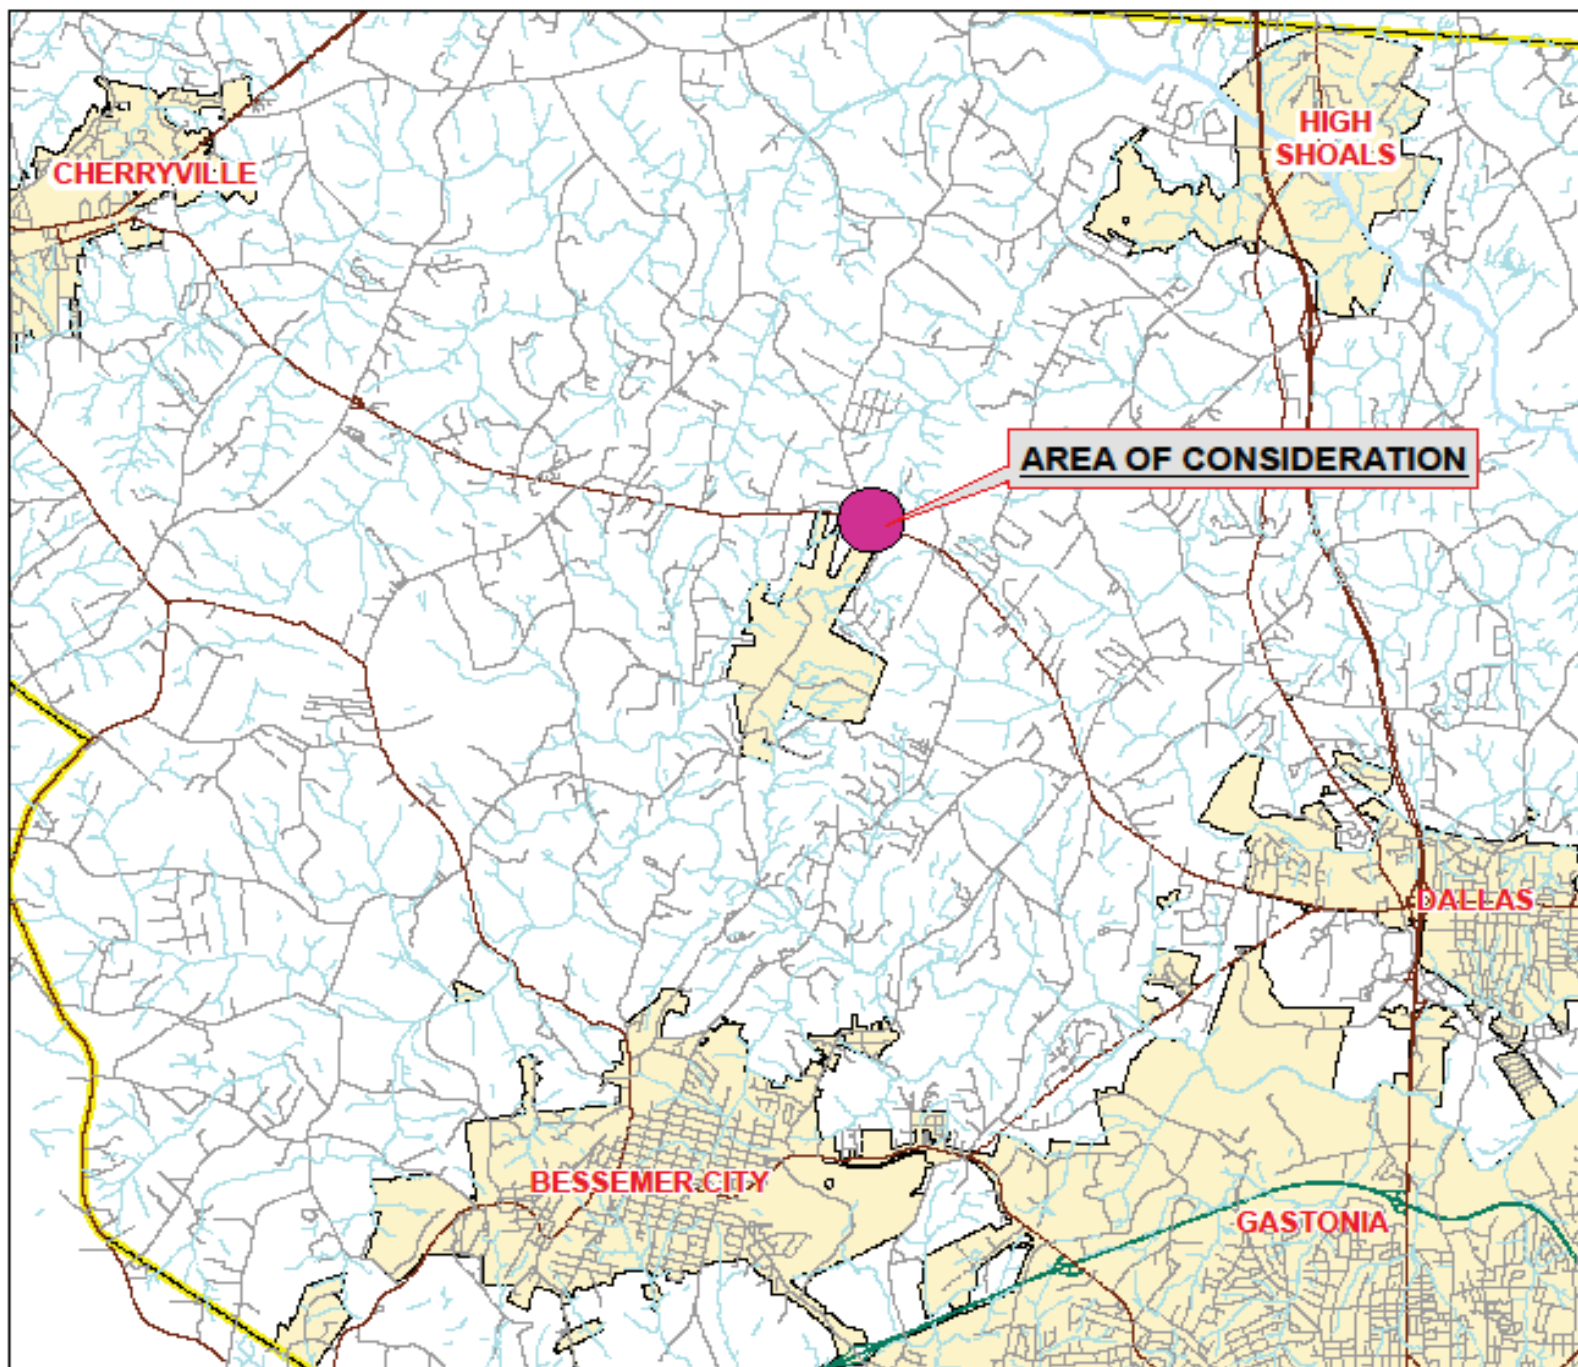 HIGH
SHOALS
CHERRYVILLE
AREA OF CONSIDERATION
DALLAS
BESSEMER CITY
GASTONIA